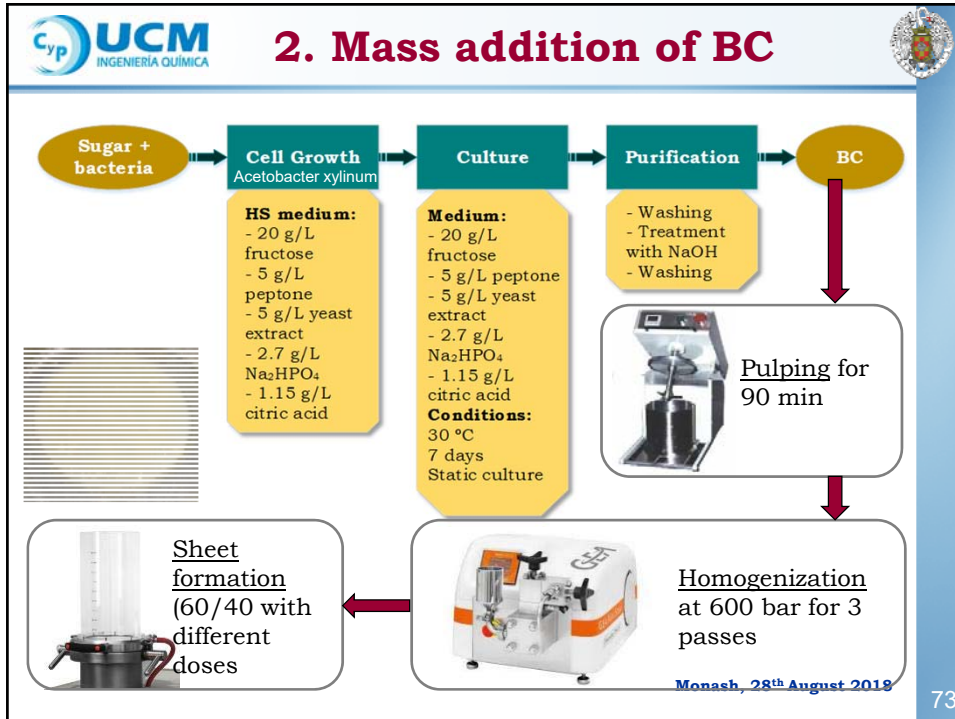 Cyp UCM
INGENIERÍA QUÍMICA
2. Mass addition of BC
Sugar +
bacteria
Cell Growth
Acetobacter xylinum
Culture
Purification
BC
HS medium:
- 20 g/L
fructose
- 5 g/L
peptone
- 5 g/L yeast
extract
- 2.7 g/L
Na₂HPO₄
- 1.15 g/L
citric acid
Medium:
- 20 g/L
fructose
- 5 g/L peptone
- 5 g/L yeast
extract
- 2.7 g/L
Na₂HPO₄
- 1.15 g/L
citric acid
Conditions:
30 ºC
7 days
Static culture
- Washing
- Treatment
with NaOH
- Washing
Pulping for
90 min
Sheet
formation
(60/40 with
different
doses
GEA
Homogenization
at 600 bar for 3
passes
Monash, 28th August 2018
73